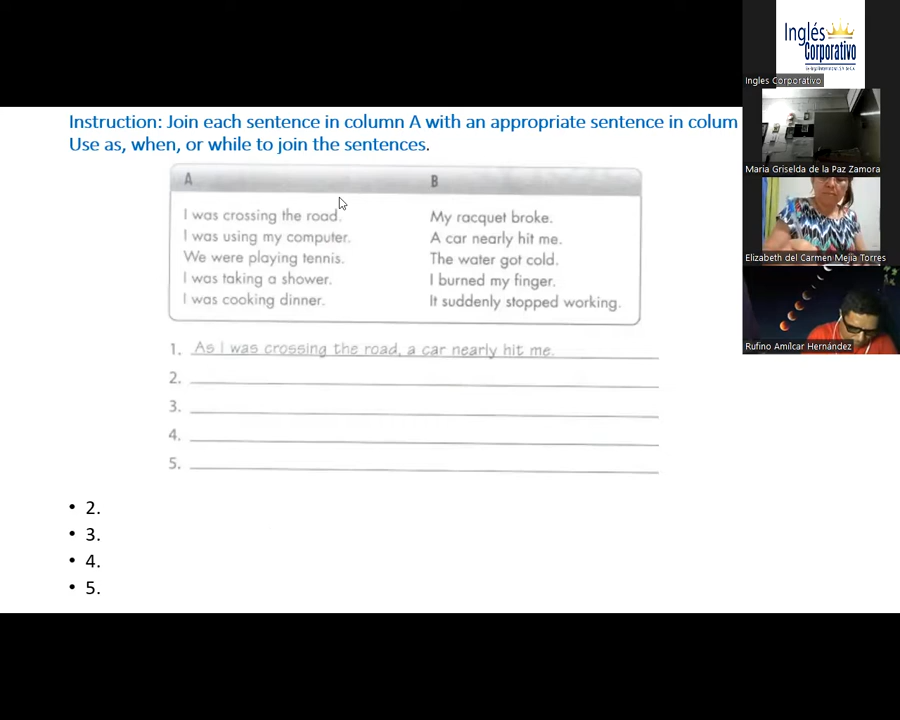 Inglés
Corporativo
Ingles Corporativo
Instruction: Join each sentence in column A with an appropriate sentence in colum
Use as, when, or while to join the sentences.
A B
I was crossing the road. My racquet broke.
I was using my computer. A car nearly hit me.
We were playing tennis. The water got cold.
I was taking a shower. I burned my finger.
I was cooking dinner. It suddenly stopped working.
1. As I was crossing the road, a car nearly hit me.
2.
3.
4.
5.
• 2.
• 3.
• 4.
• 5.
Maria Griselda de la Paz Zamora
Elizabeth del Carmen Mejía Torres
Rufino Amílcar Hernández